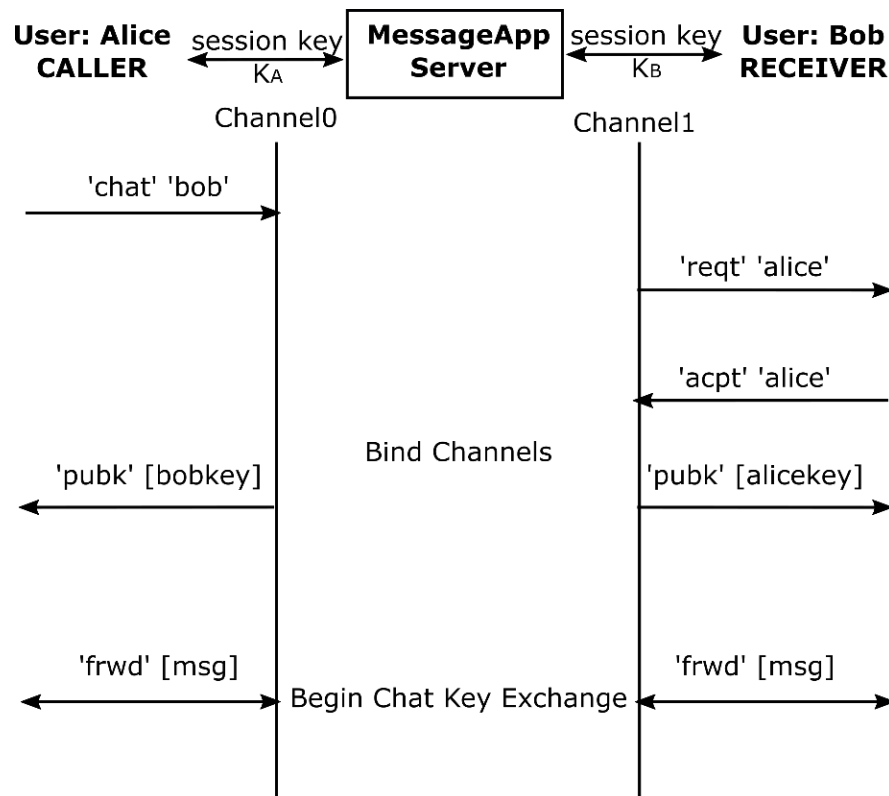 User: Alice
CALLER
session key
KA
MessageApp
Server
session key
KB
User: Bob
RECEIVER
Channel0
Channel1
'chat' 'bob'
'reqt' 'alice'
'acpt' 'alice'
Bind Channels
'pubk' [bobkey]
'pubk' [alicekey]
'frwd' [msg]
Begin Chat Key Exchange
'frwd' [msg]